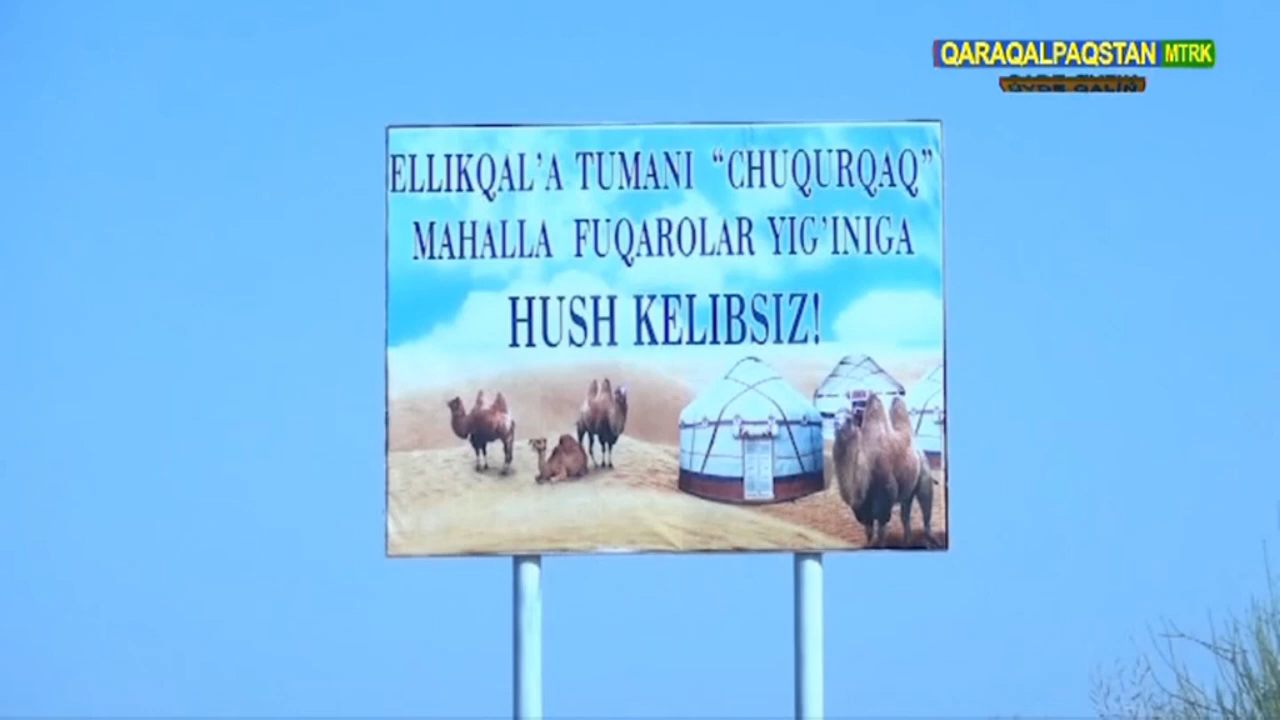 QARAQALPAQSTAN MTRK
ELLIKQAL'A TUMANI "CHUQURQAQ"
MAHALLA FUQAROLAR YIG'INIGA
HUSH KELIBSIZ!